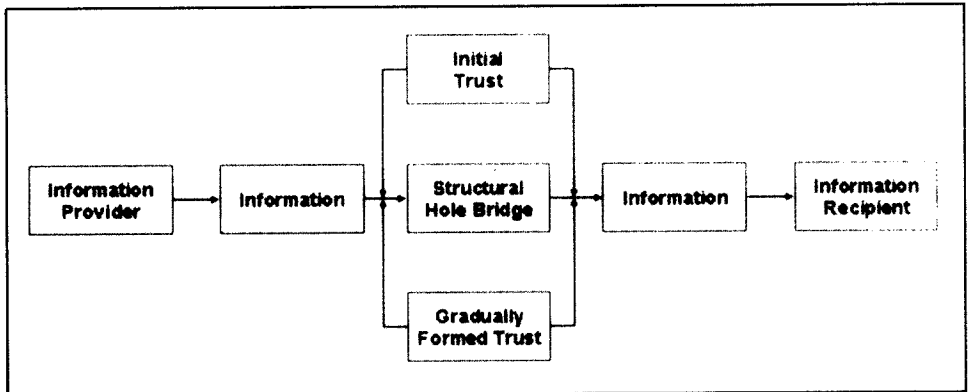 Initial
Trust
Information
Provider
Information
Structural
Hole Bridge
Information
Information
Recipient
Gradually
Formed Trust